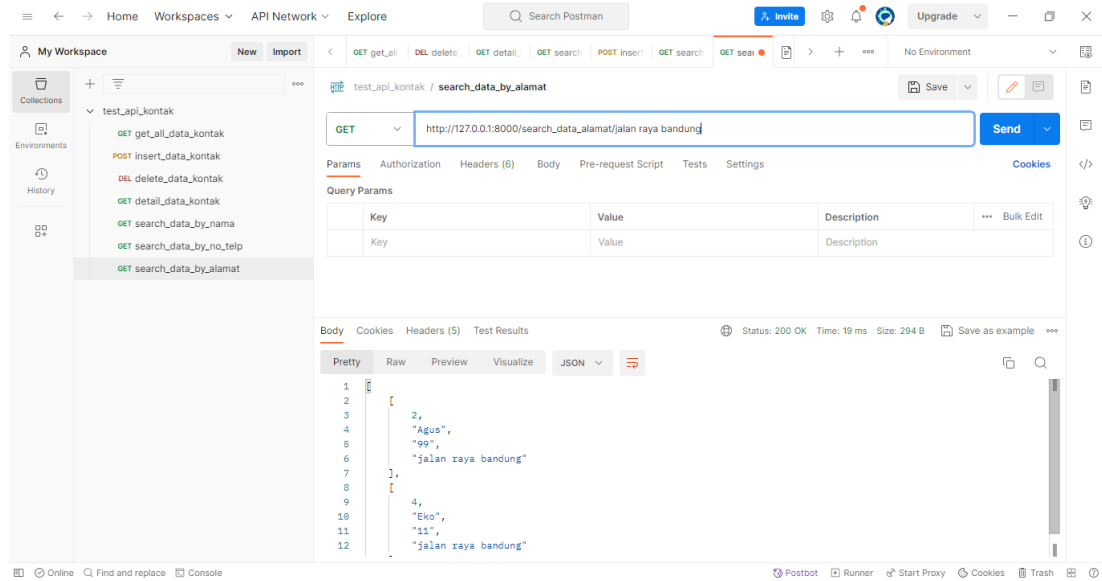 Home Workspaces API Network Explore Search Postman Invite Upgrade
My Workspace New Import
GET get_all_ DEL delete_ GET detail_ GET search POST insert GET search GET sear No Environment
Collections
Environments
History
test_api_kontak
GET get_all_data_kontak
POST insert_data_kontak
DEL delete_data_kontak
GET detail_data_kontak
GET search_data_by_nama
GET search_data_by_no_telp
GET search_data_by_alamat
HTTP test_api_kontak / search_data_by_alamat Save
GET http://127.0.0.1:8000/search_data_alamat/jalan raya bandung Send
Params Authorization Headers (6) Body Pre-request Script Tests Settings Cookies
Query Params
Key Value Description Bulk Edit
Key Value Description
Body Cookies Headers (5) Test Results Status: 200 OK Time: 19 ms Size: 294 B Save as example
Pretty Raw Preview Visualize JSON
1 [
2 [
3 2,
4 "Agus",
5 "99",
6 "jalan raya bandung"
7 ],
8 [
9 4,
10 "Eko",
11 "11",
12 "jalan raya bandung"
Online Find and replace Console Postbot Runner Start Proxy Cookies Trash